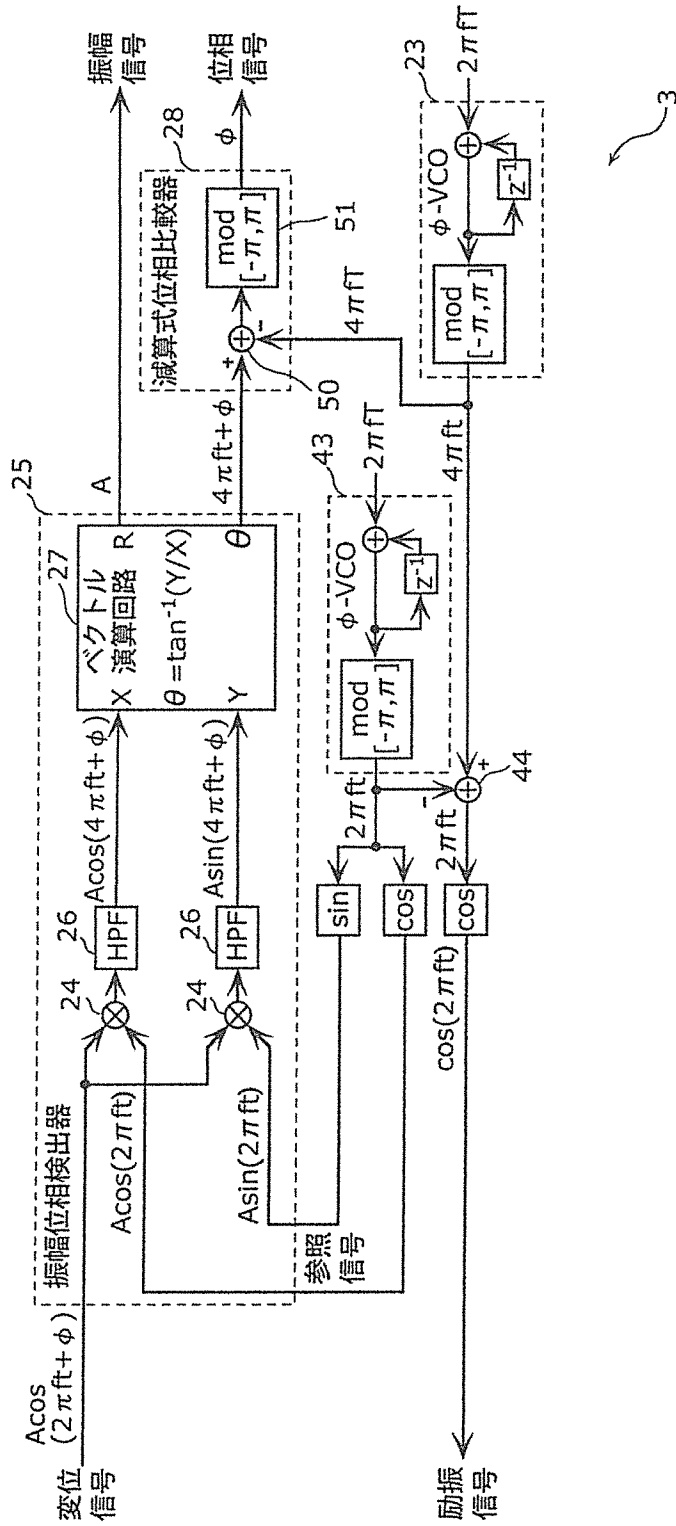 変位
信号
Acos
(2πft+φ)
振幅位相検出器
25
24
26
HPF
Acos(4πft+φ)
Acos(2πft)
24
26
HPF
Asin(4πft+φ)
Asin(2πft)
27
ベクトル
演算回路
X
R
θ=tan⁻¹(Y/X)
Y
θ
A
振幅
信号
4πft+φ
減算式位相比較器
28
+
-
50
mod
[-π,π]
51
φ
位相
信号
4πfT
参照
信号
sin
cos
2πft
43
φ-VCO
mod
[-π,π]
z⁻¹
2πfT
励振
信号
cos(2πft)
cos
2πft
-
+
44
4πft
23
φ-VCO
mod
[-π,π]
z⁻¹
2πfT
3